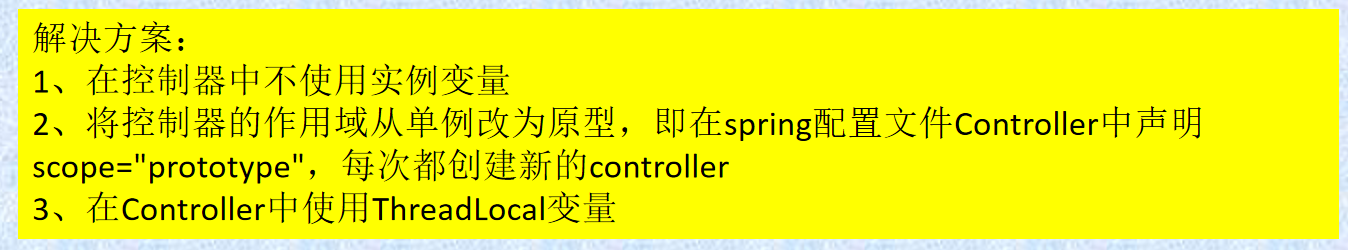 解决方案：
1、在控制器中不使用实例变量
2、将控制器的作用域从单例改为原型，即在spring配置文件Controller中声明
scope="prototype"，每次都创建新的controller
3、在Controller中使用ThreadLocal变量